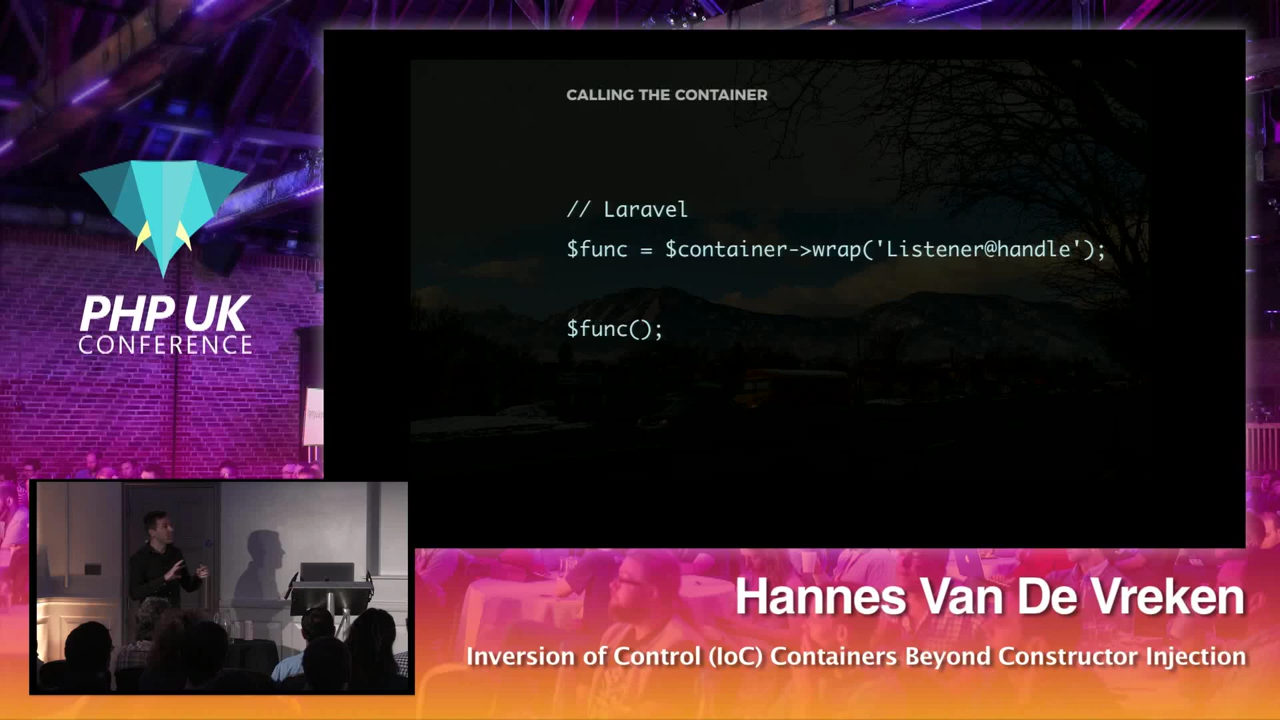 CALLING THE CONTAINER
// Laravel
$func = $container->wrap('Listener@handle');
$func();
PHP UK
CONFERENCE
Hannes Van De Vreken
Inversion of Control (IoC) Containers Beyond Constructor Injection